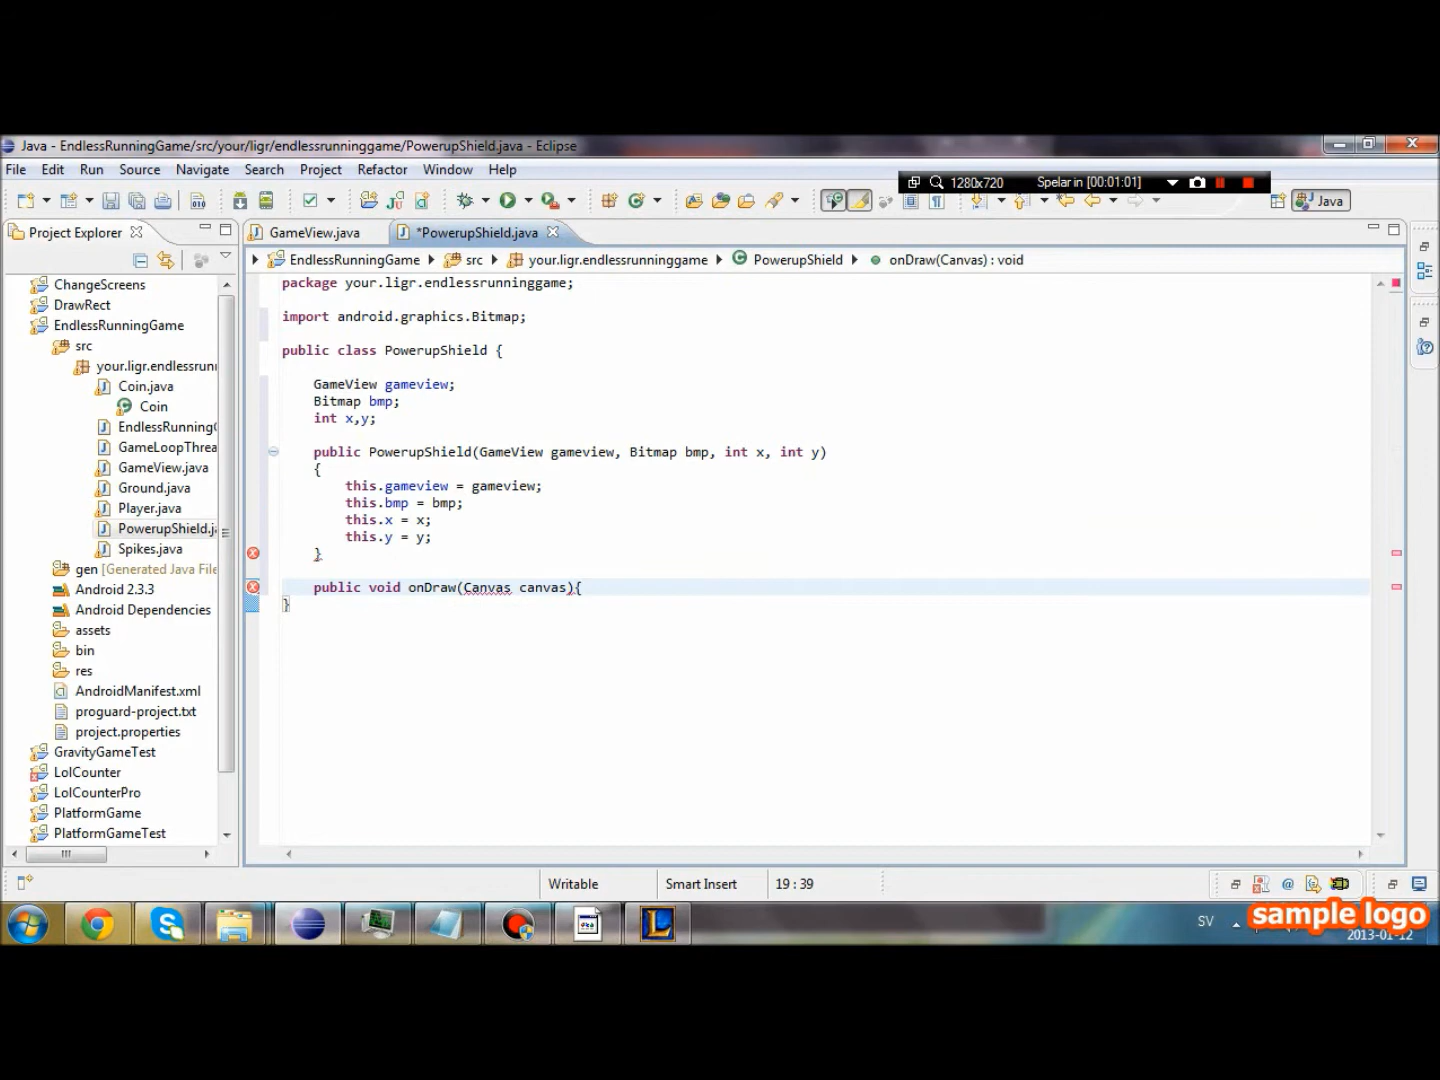 Java - EndlessRunningGame/src/your/ligr/endlessrunninggame/PowerupShield.java - Eclipse
File Edit Run Source Navigate Search Project Refactor Window Help
1280x720 Spelar in [00:01:01]
Java
Project Explorer
GameView.java *PowerupShield.java
EndlessRunningGame src your.ligr.endlessrunninggame PowerupShield onDraw(Canvas) : void
ChangeScreens
DrawRect
EndlessRunningGame
src
your.ligr.endlessrun
Coin.java
Coin
EndlessRunning
GameLoopThrea
GameView.java
Ground.java
Player.java
PowerupShield.j
Spikes.java
gen [Generated Java File
Android 2.3.3
Android Dependencies
assets
bin
res
AndroidManifest.xml
proguard-project.txt
project.properties
GravityGameTest
LolCounter
LolCounterPro
PlatformGame
PlatformGameTest
package your.ligr.endlessrunninggame;
import android.graphics.Bitmap;
public class PowerupShield {
GameView gameview;
Bitmap bmp;
int x,y;
public PowerupShield(GameView gameview, Bitmap bmp, int x, int y)
{
this.gameview = gameview;
this.bmp = bmp;
this.x = x;
this.y = y;
}
public void onDraw(Canvas canvas){
}
Writable Smart Insert 19 : 39
SV
sample logo
2013-01-12